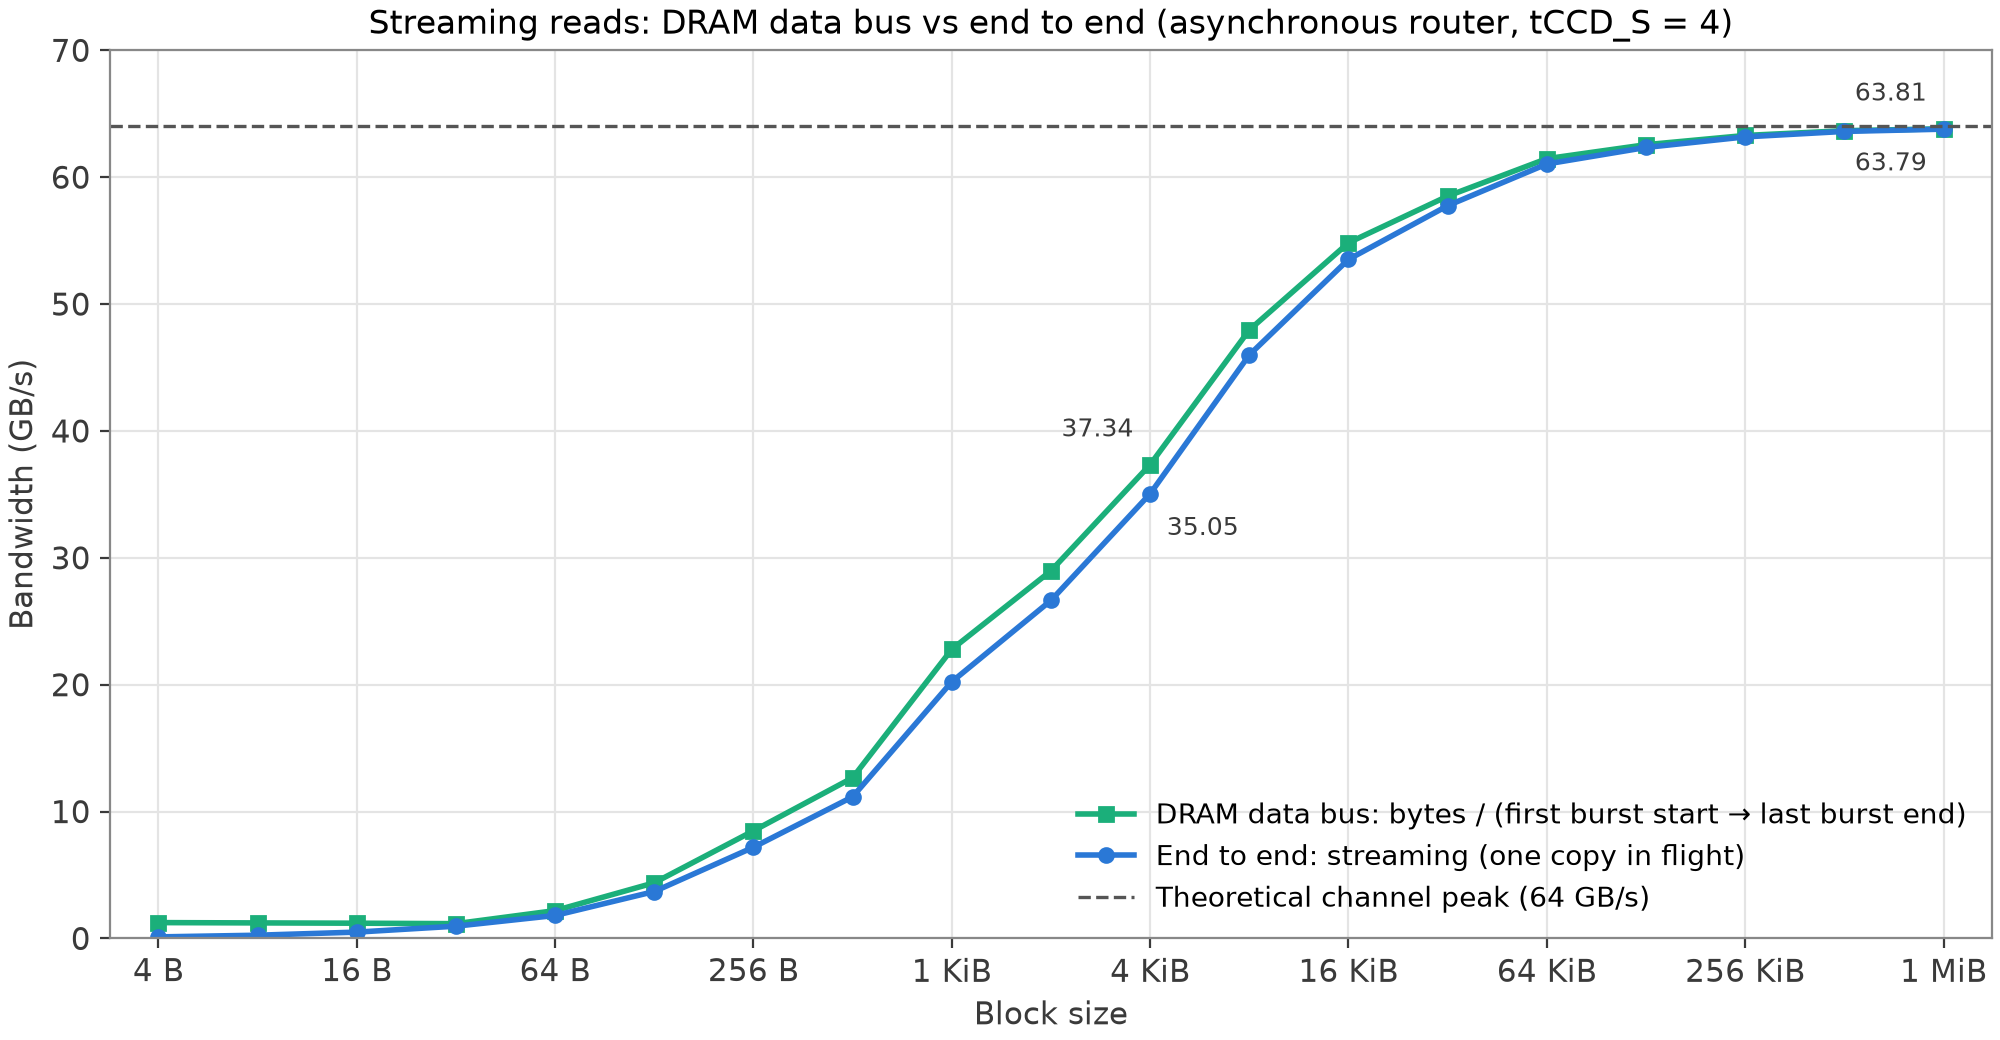 Streaming reads: DRAM data bus vs end to end (asynchronous router, tCCD_S = 4)
70
60
50
40
30
20
10
0
Bandwidth (GB/s)
63.81
63.79
37.34
35.05
DRAM data bus: bytes / (first burst start → last burst end)
End to end: streaming (one copy in flight)
Theoretical channel peak (64 GB/s)
4 B
16 B
64 B
256 B
1 KiB
4 KiB
16 KiB
64 KiB
256 KiB
1 MiB
Block size